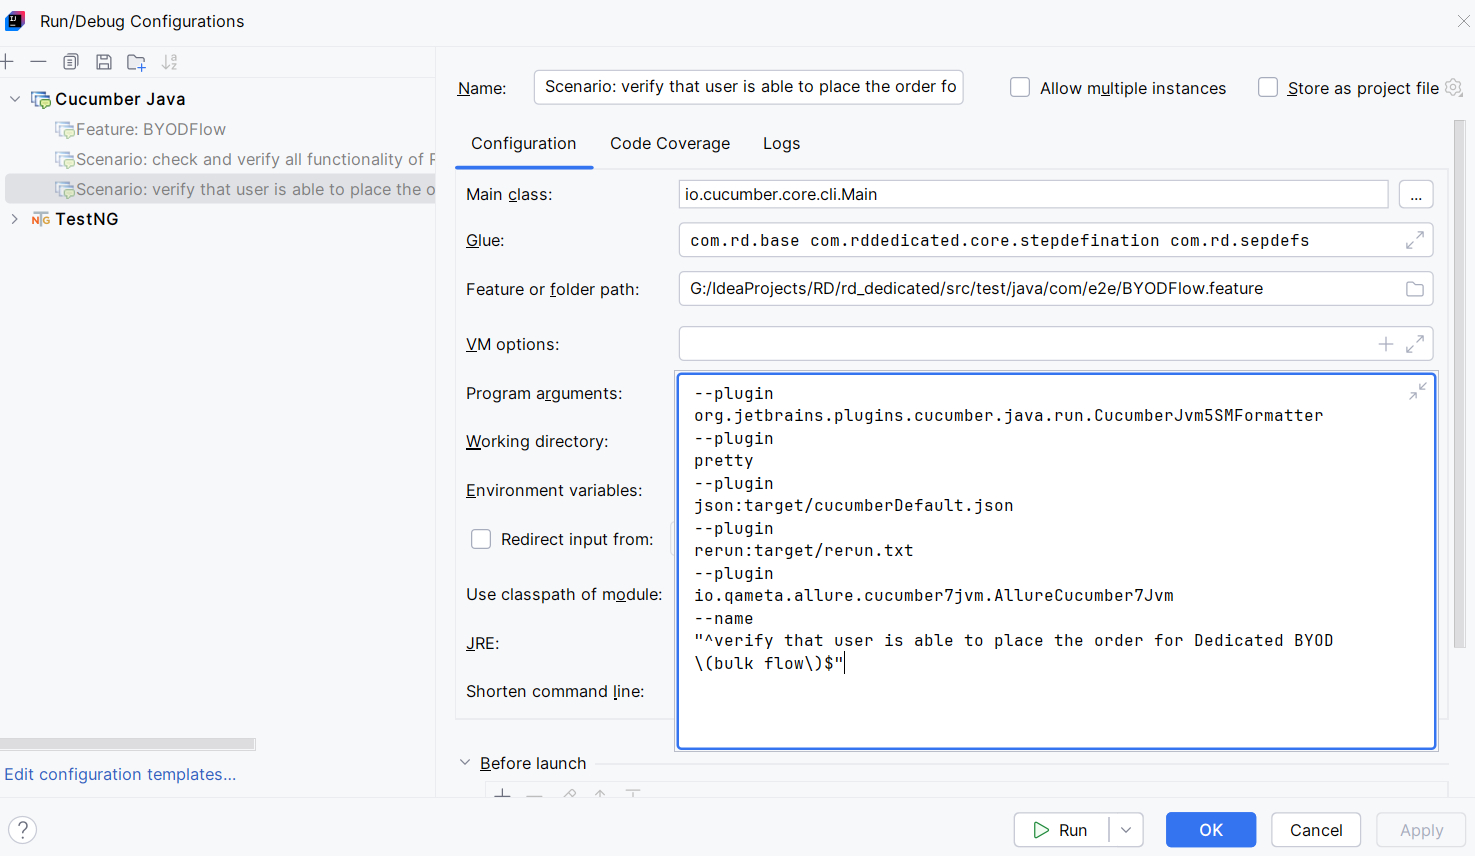 Run/Debug Configurations
Cucumber Java
Feature: BYODFlow
Scenario: check and verify all functionality of
Scenario: verify that user is able to place the o
TestNG
Edit configuration templates...
Name:
Scenario: verify that user is able to place the order fo
Allow multiple instances
Store as project file
Configuration
Code Coverage
Logs
Main class:
io.cucumber.core.cli.Main
...
Glue:
com.rd.base com.rddedicated.core.stepdefination com.rd.sepdefs
Feature or folder path:
G:/IdeaProjects/RD/rd_dedicated/src/test/java/com/e2e/BYODFlow.feature
VM options:
Program arguments:
--plugin
org.jetbrains.plugins.cucumber.java.run.CucumberJvm5SMFormatter
--plugin
pretty
--plugin
json:target/cucumberDefault.json
--plugin
rerun:target/rerun.txt
--plugin
io.qameta.allure.cucumber7jvm.AllureCucumber7Jvm
--name
"^verify that user is able to place the order for Dedicated BYOD
\(bulk flow\)$"
Working directory:
Environment variables:
Redirect input from:
Use classpath of module:
JRE:
Shorten command line:
Before launch
?
Run
OK
Cancel
Apply